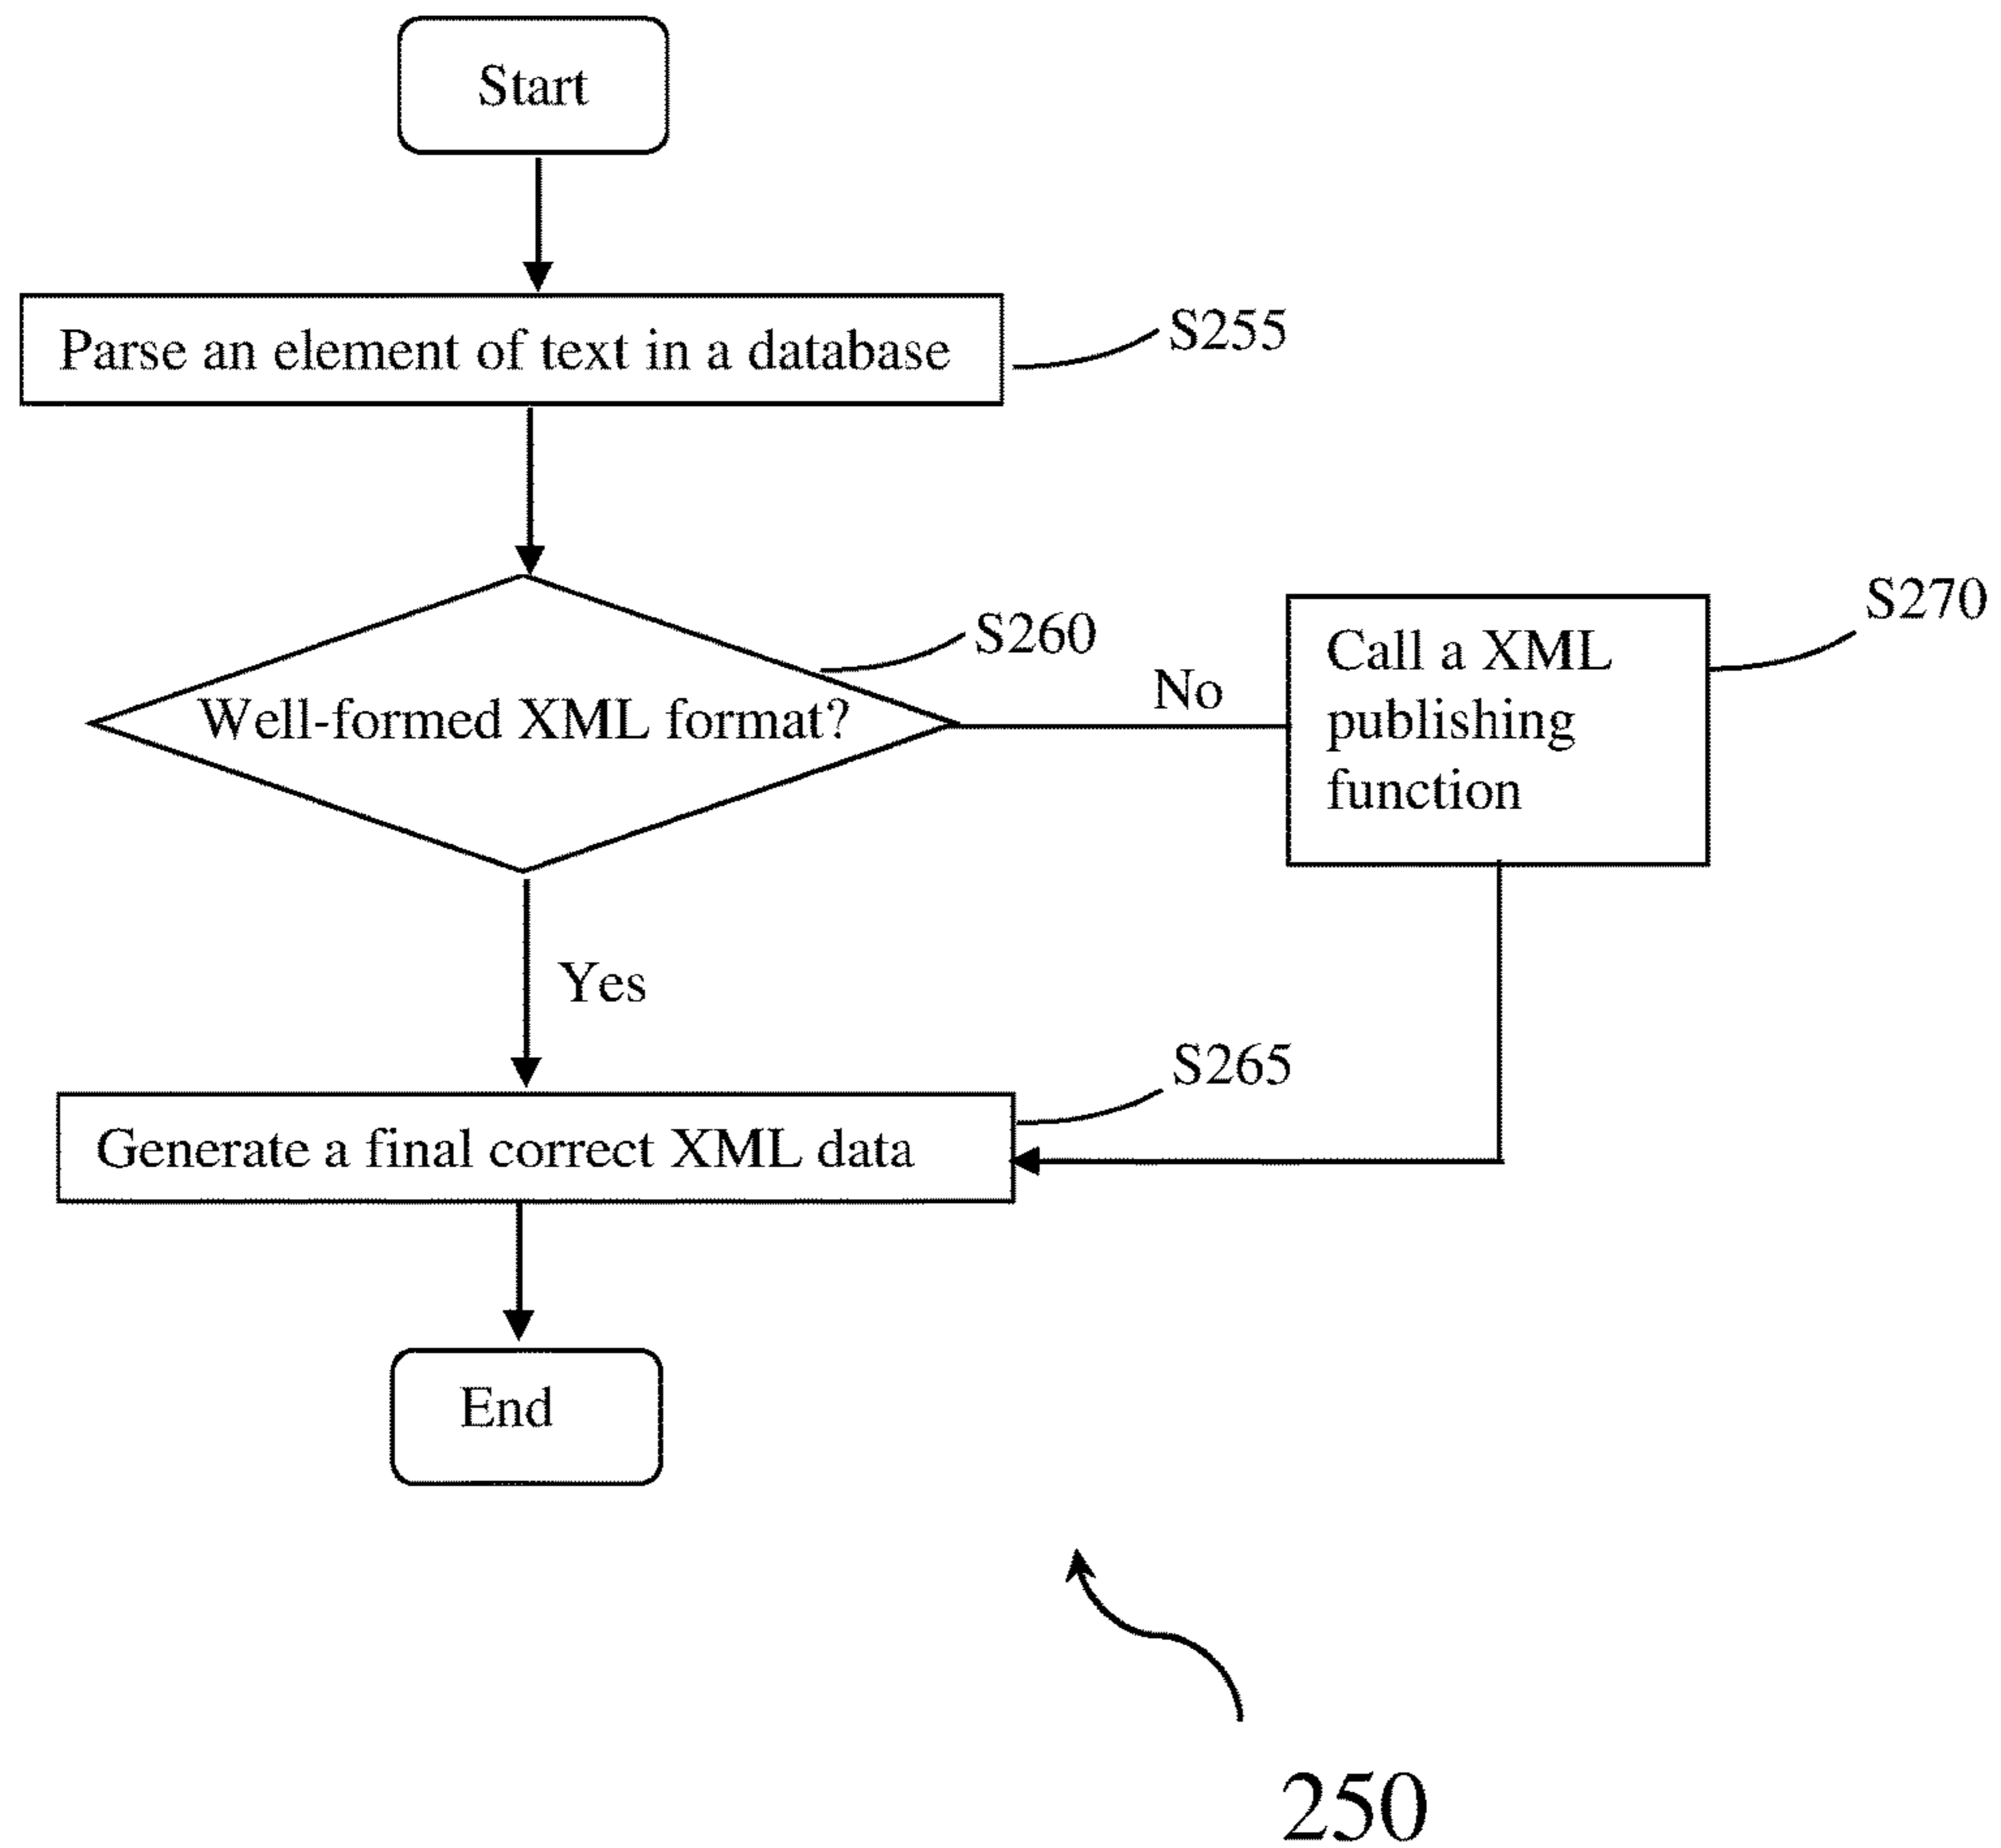 Start
Parse an element of text in a database
S255
Well-formed XML format?
S260
No
Call a XML
publishing
function
S270
Yes
Generate a final correct XML data
S265
End
250